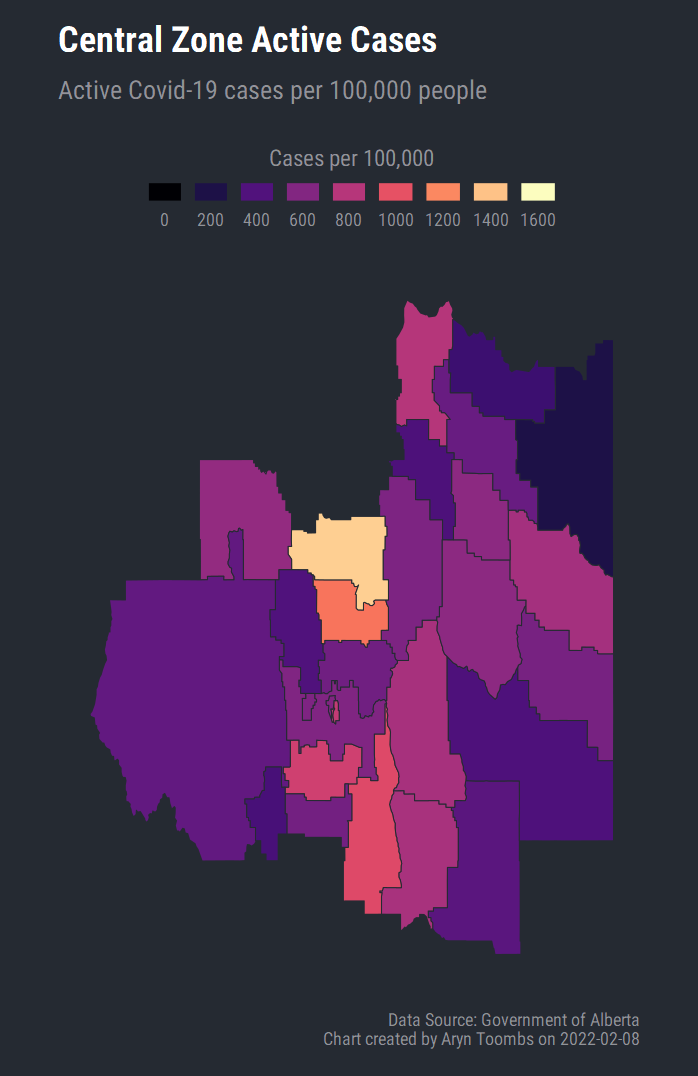 Central Zone Active Cases
Active Covid-19 cases per 100,000 people
Cases per 100,000
0 200 400 600 800 1000 1200 1400 1600
Data Source: Government of Alberta
Chart created by Aryn Toombs on 2022-02-08